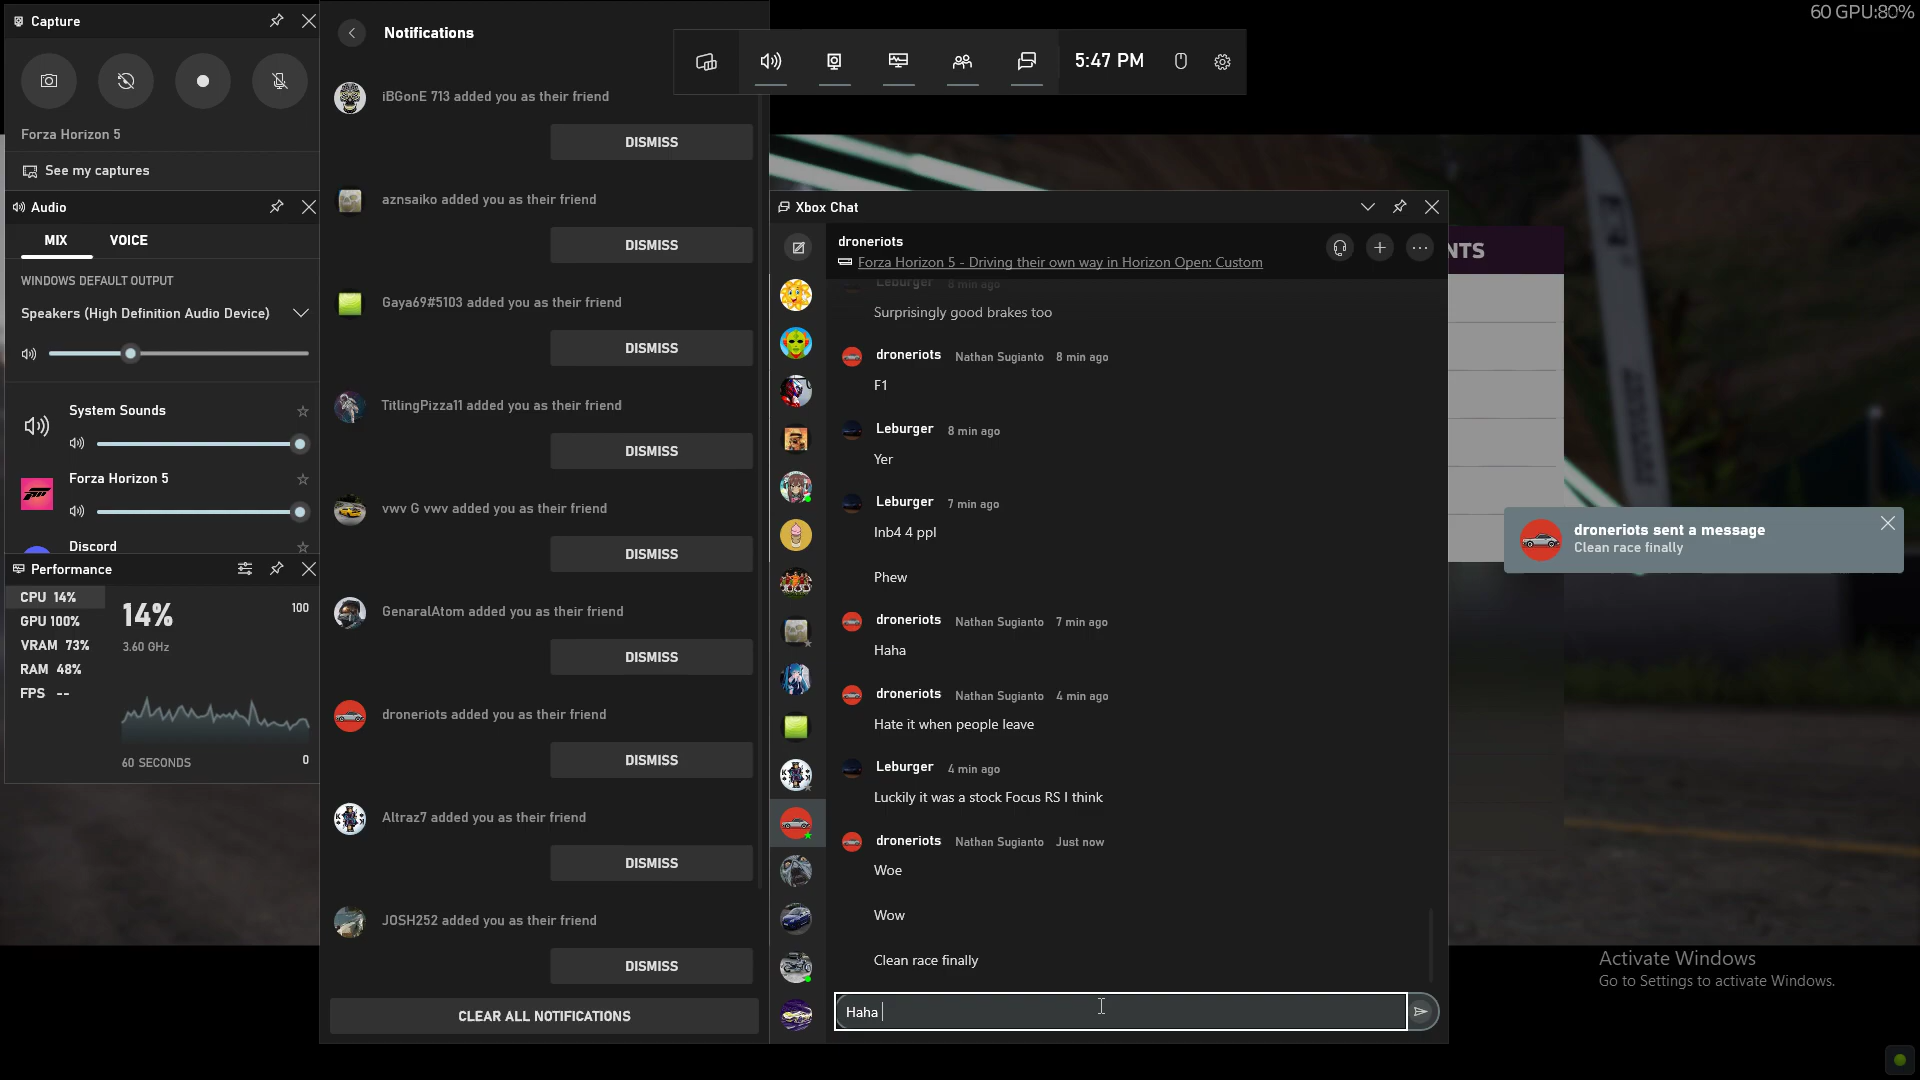 60 GPU:80%
Capture
Forza Horizon 5
See my captures
Audio
MIX VOICE
WINDOWS DEFAULT OUTPUT
Speakers (High Definition Audio Device)
System Sounds
Forza Horizon 5
Discord
Performance
CPU 14%
GPU 100%
VRAM 73%
RAM 48%
FPS --
14%
3.60 GHz
100
60 SECONDS
0
Notifications
iBGonE 713 added you as their friend
DISMISS
aznsaiko added you as their friend
DISMISS
Gaya69#5103 added you as their friend
DISMISS
TitlingPizza11 added you as their friend
DISMISS
vwv G vwv added you as their friend
DISMISS
GenaralAtom added you as their friend
DISMISS
droneriots added you as their friend
DISMISS
Altraz7 added you as their friend
DISMISS
JOSH252 added you as their friend
DISMISS
CLEAR ALL NOTIFICATIONS
5:47 PM
Xbox Chat
droneriots
Forza Horizon 5 - Driving their own way in Horizon Open: Custom
Leburger 8 min ago
Surprisingly good brakes too
droneriots Nathan Sugianto 8 min ago
F1
Leburger 8 min ago
Yer
Leburger 7 min ago
Inb4 4 ppl
Phew
droneriots Nathan Sugianto 7 min ago
Haha
droneriots Nathan Sugianto 4 min ago
Hate it when people leave
Leburger 4 min ago
Luckily it was a stock Focus RS I think
droneriots Nathan Sugianto Just now
Woe
Wow
Clean race finally
Haha
NTS
droneriots sent a message
Clean race finally
Activate Windows
Go to Settings to activate Windows.